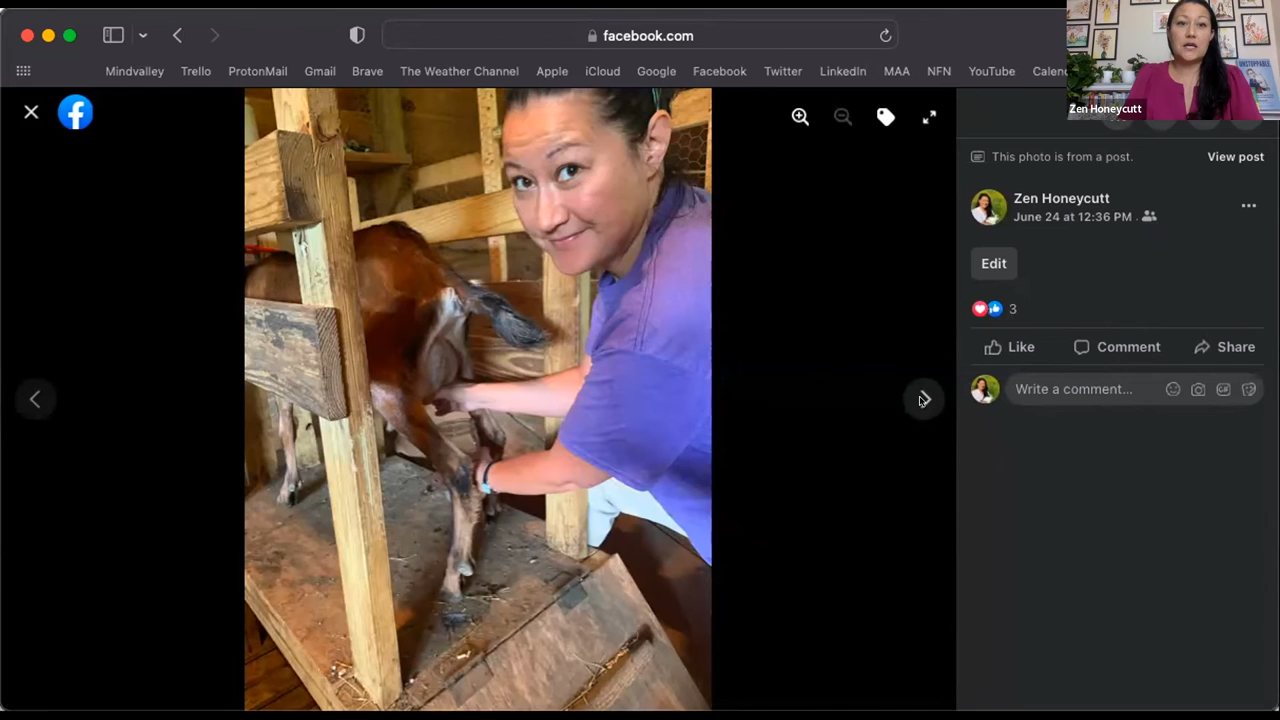 facebook.com
Mindvalley Trello ProtonMail Gmail Brave The Weather Channel Apple iCloud Google Facebook Twitter LinkedIn MAA NFN YouTube
UNSTOPPABLE
Zen Honeycutt
This photo is from a post. View post
Zen Honeycutt
June 24 at 12:36 PM ·
Edit
3
Like Comment Share
Write a comment…
GIF